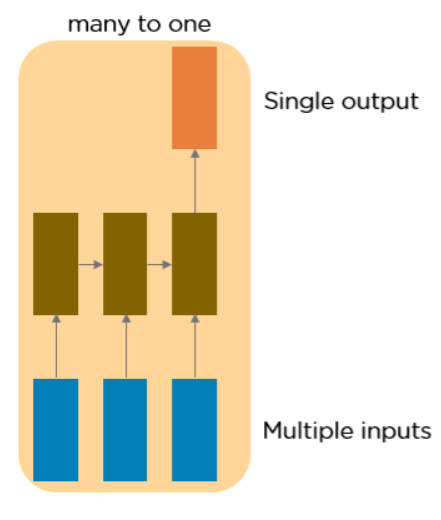 many to one
Single output
Multiple inputs